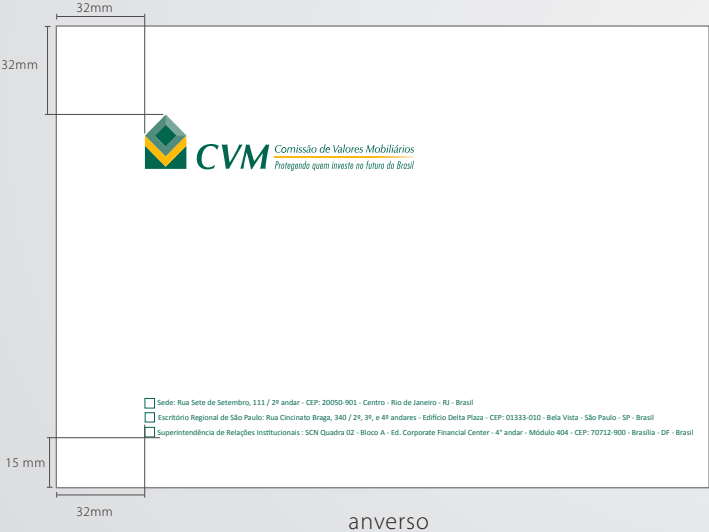 32mm
32mm
CVM Comissão de Valores Mobiliários
Protegendo quem investe no futuro do Brasil
Sede: Rua Sete de Setembro, 111 / 2º andar - CEP: 20050-901 - Centro - Rio de Janeiro - RJ - Brasil
Escritório Regional de São Paulo: Rua Cincinato Braga, 340 / 2º, 3º, e 4º andares - Edifício Delta Plaza - CEP: 01333-010 - Bela Vista - São Paulo - SP - Brasil
Superintendência de Relações Institucionais : SCN Quadra 02 - Bloco A - Ed. Corporate Financial Center - 4° andar - Módulo 404 - CEP: 70712-900 - Brasília - DF - Brasil
15 mm
32mm
anverso